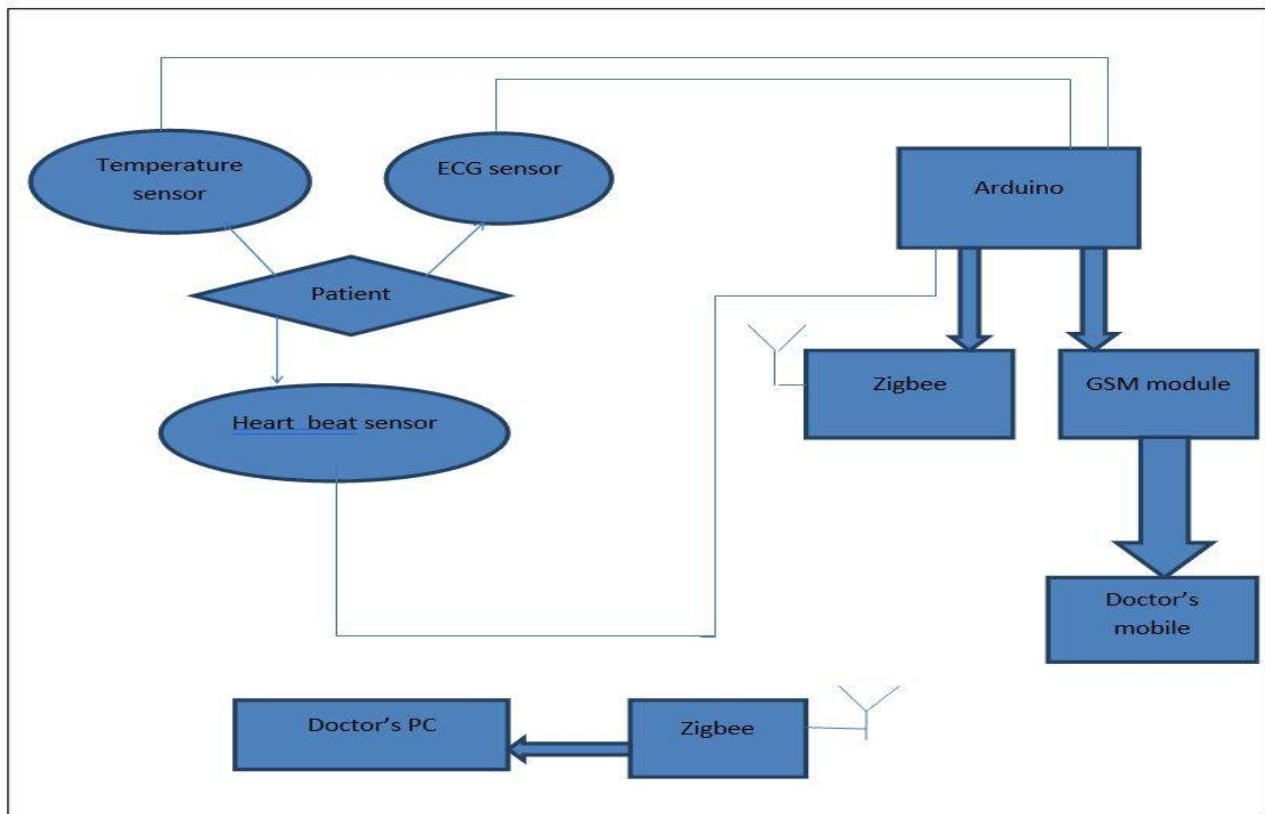 Temperature
sensor
ECG sensor
Arduino
Patient
Zigbee
GSM module
Heart beat sensor
Doctor's
mobile
Doctor's PC
Zigbee